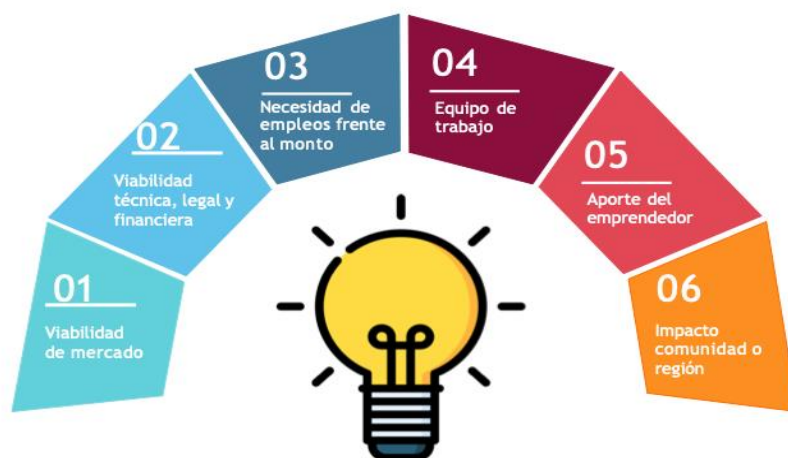 01
Viabilidad
de mercado
02
Viabilidad
técnica, legal y
financiera
03
Necesidad de
empleos frente
al monto
04
Equipo de
trabajo
05
Aporte del
emprendedor
06
Impacto
comunidad o
región